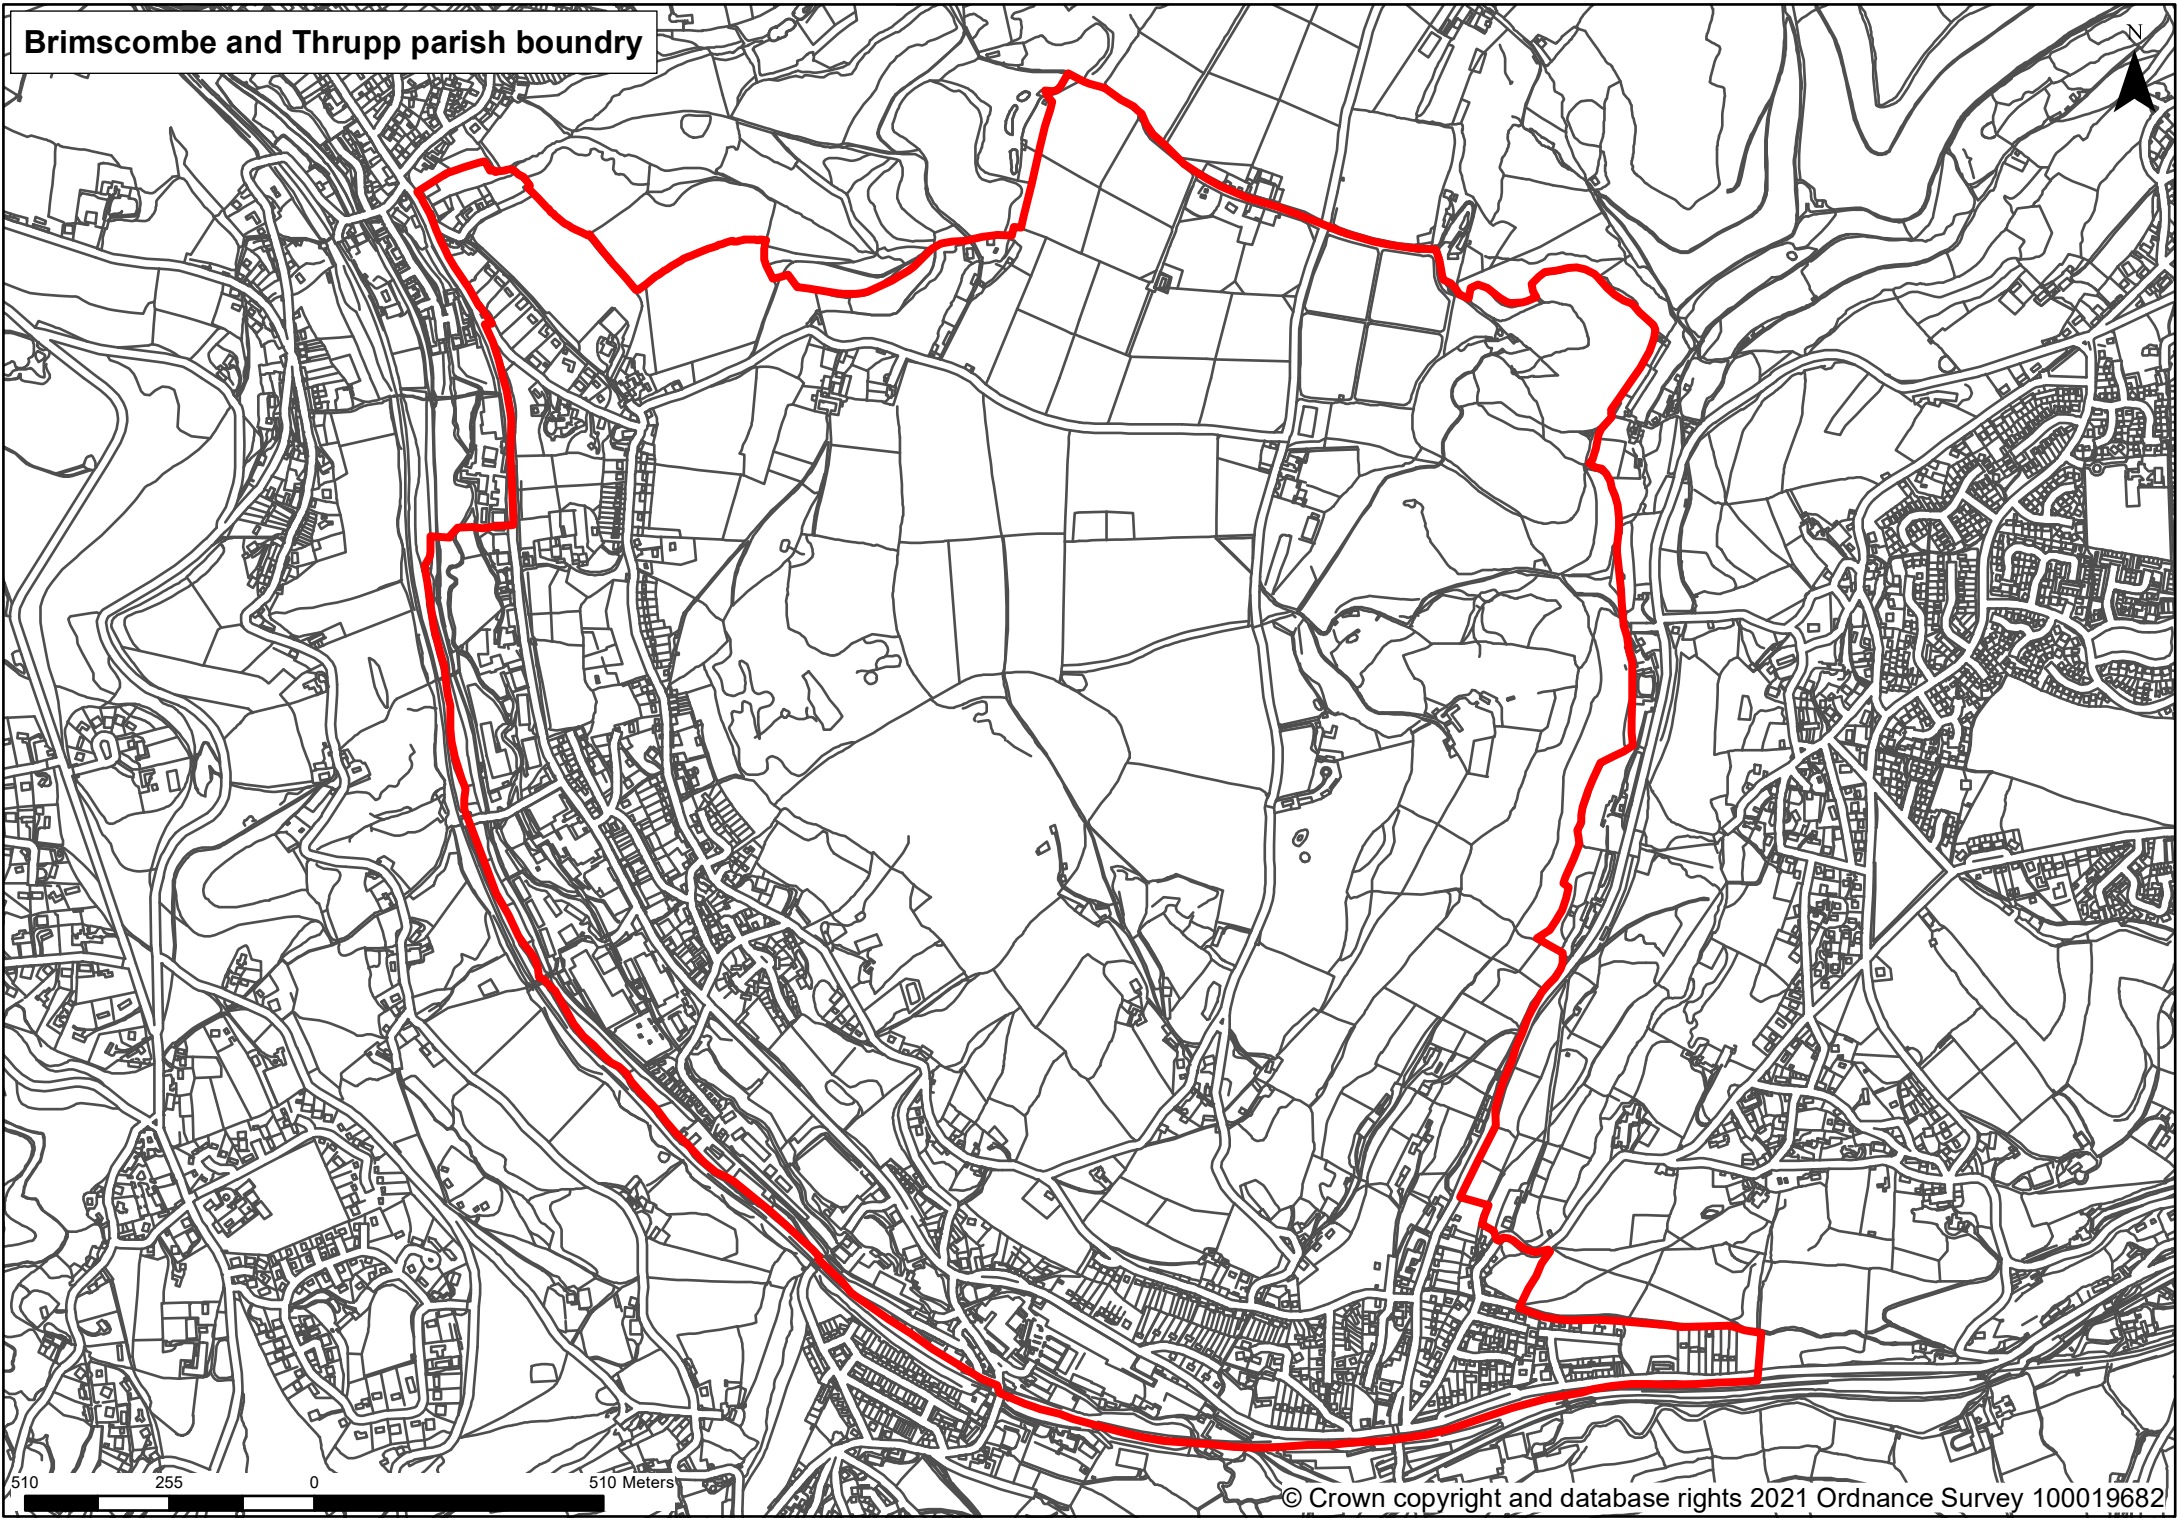 Brimscombe and Thrupp parish boundry
N
510 255 0 510 Meters
© Crown copyright and database rights 2021 Ordnance Survey 100019682